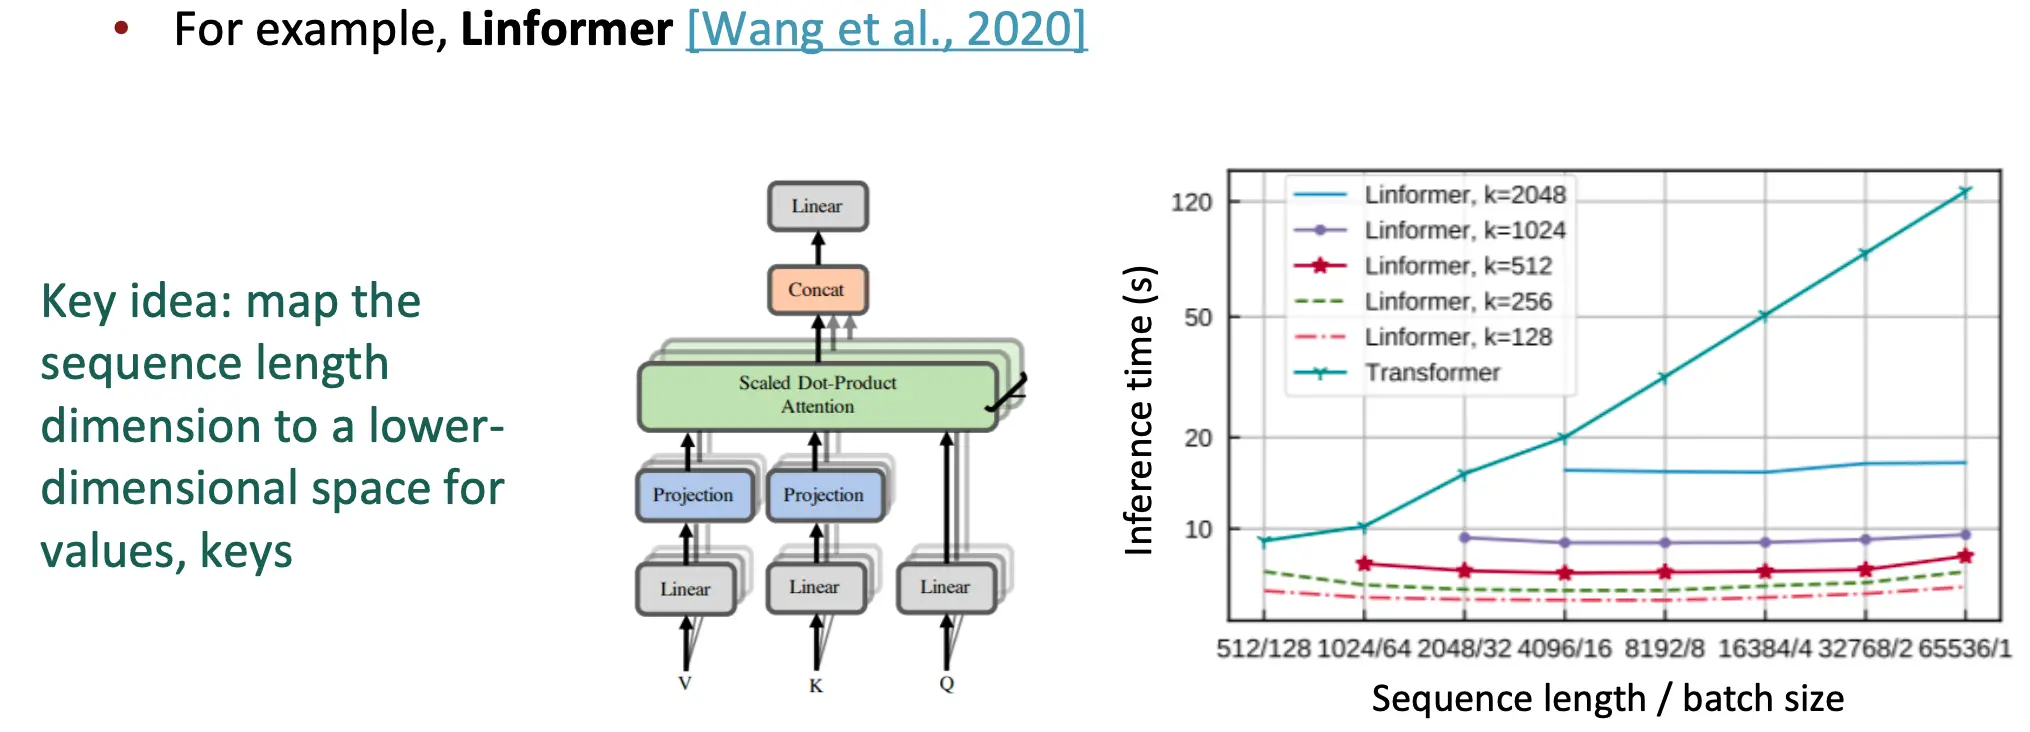 • For example, Linformer [Wang et al., 2020]
Key idea: map the
sequence length
dimension to a lower-
dimensional space for
values, keys
Linear
Concat
Scaled Dot-Product
Attention
Projection Projection
Linear Linear Linear
V K Q
Inference time (s)
120
50
20
10
Linformer, k=2048
Linformer, k=1024
Linformer, k=512
Linformer, k=256
Linformer, k=128
Transformer
512/128 1024/64 2048/32 4096/16 8192/8 16384/4 32768/2 65536/1
Sequence length / batch size